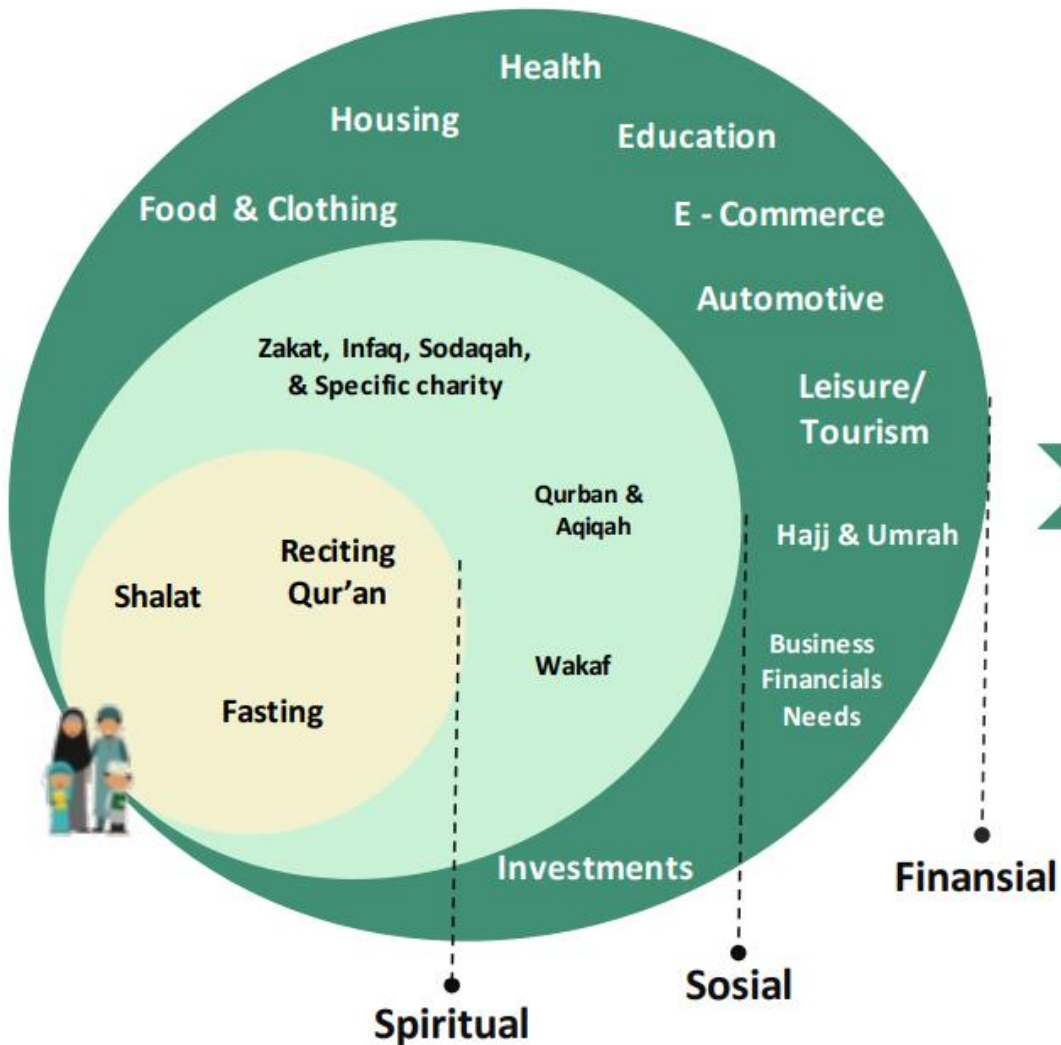 Health
Housing
Education
Food & Clothing
E - Commerce
Automotive
Zakat, Infaq, Sodaqah,
& Specific charity
Leisure/
Tourism
Qurban &
Aqiqah
Hajj & Umrah
Reciting
Qur’an
Shalat
Wakaf
Business
Financials
Needs
Fasting
Investments
Finansial
Sosial
Spiritual